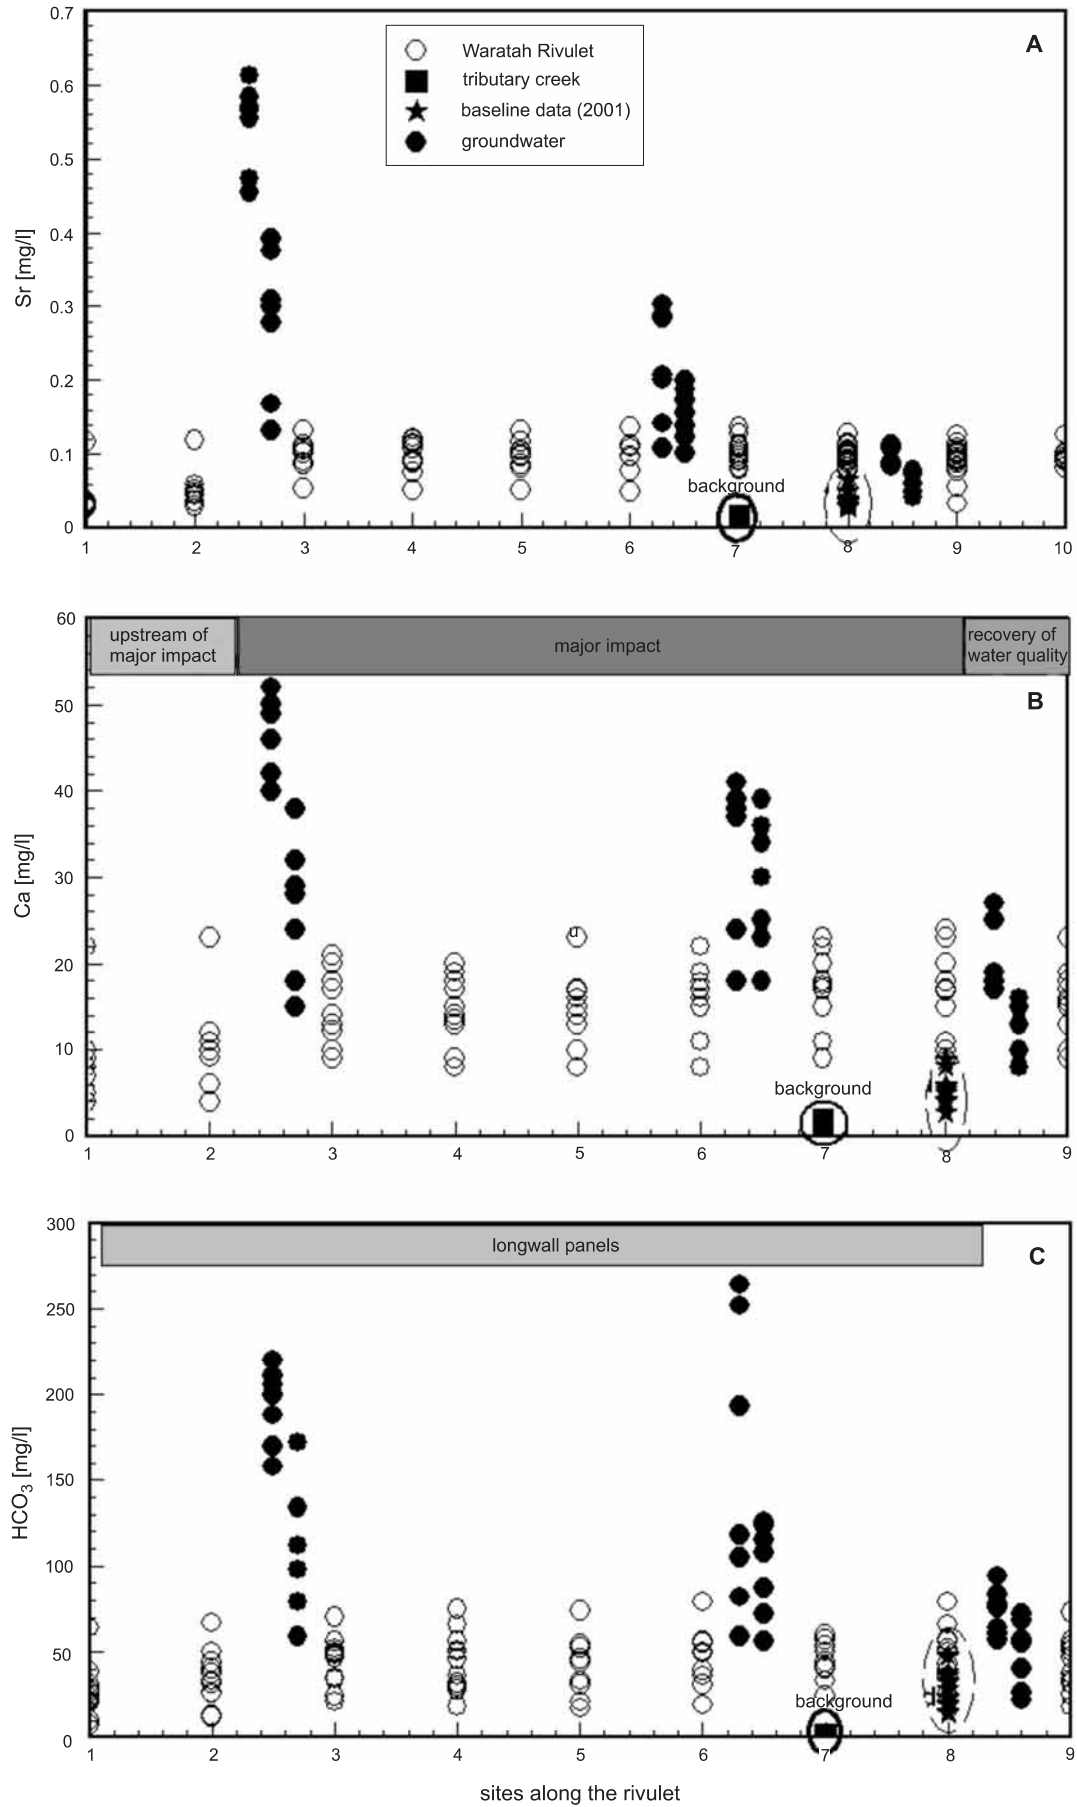 A
Waratah Rivulet
tributary creek
baseline data (2001)
groundwater
Sr [mg/l]
0.7
0.6
0.5
0.4
0.3
0.2
0.1
0
background
1 2 3 4 5 6 7 8 9 10
upstream of
major impact
major impact
recovery of
water quality
B
Ca [mg/l]
60
50
40
30
20
10
0
u
background
1 2 3 4 5 6 7 8 9
longwall panels
C
HCO3 [mg/l]
300
250
200
150
100
50
0
background
1 2 3 4 5 6 7 8 9
sites along the rivulet